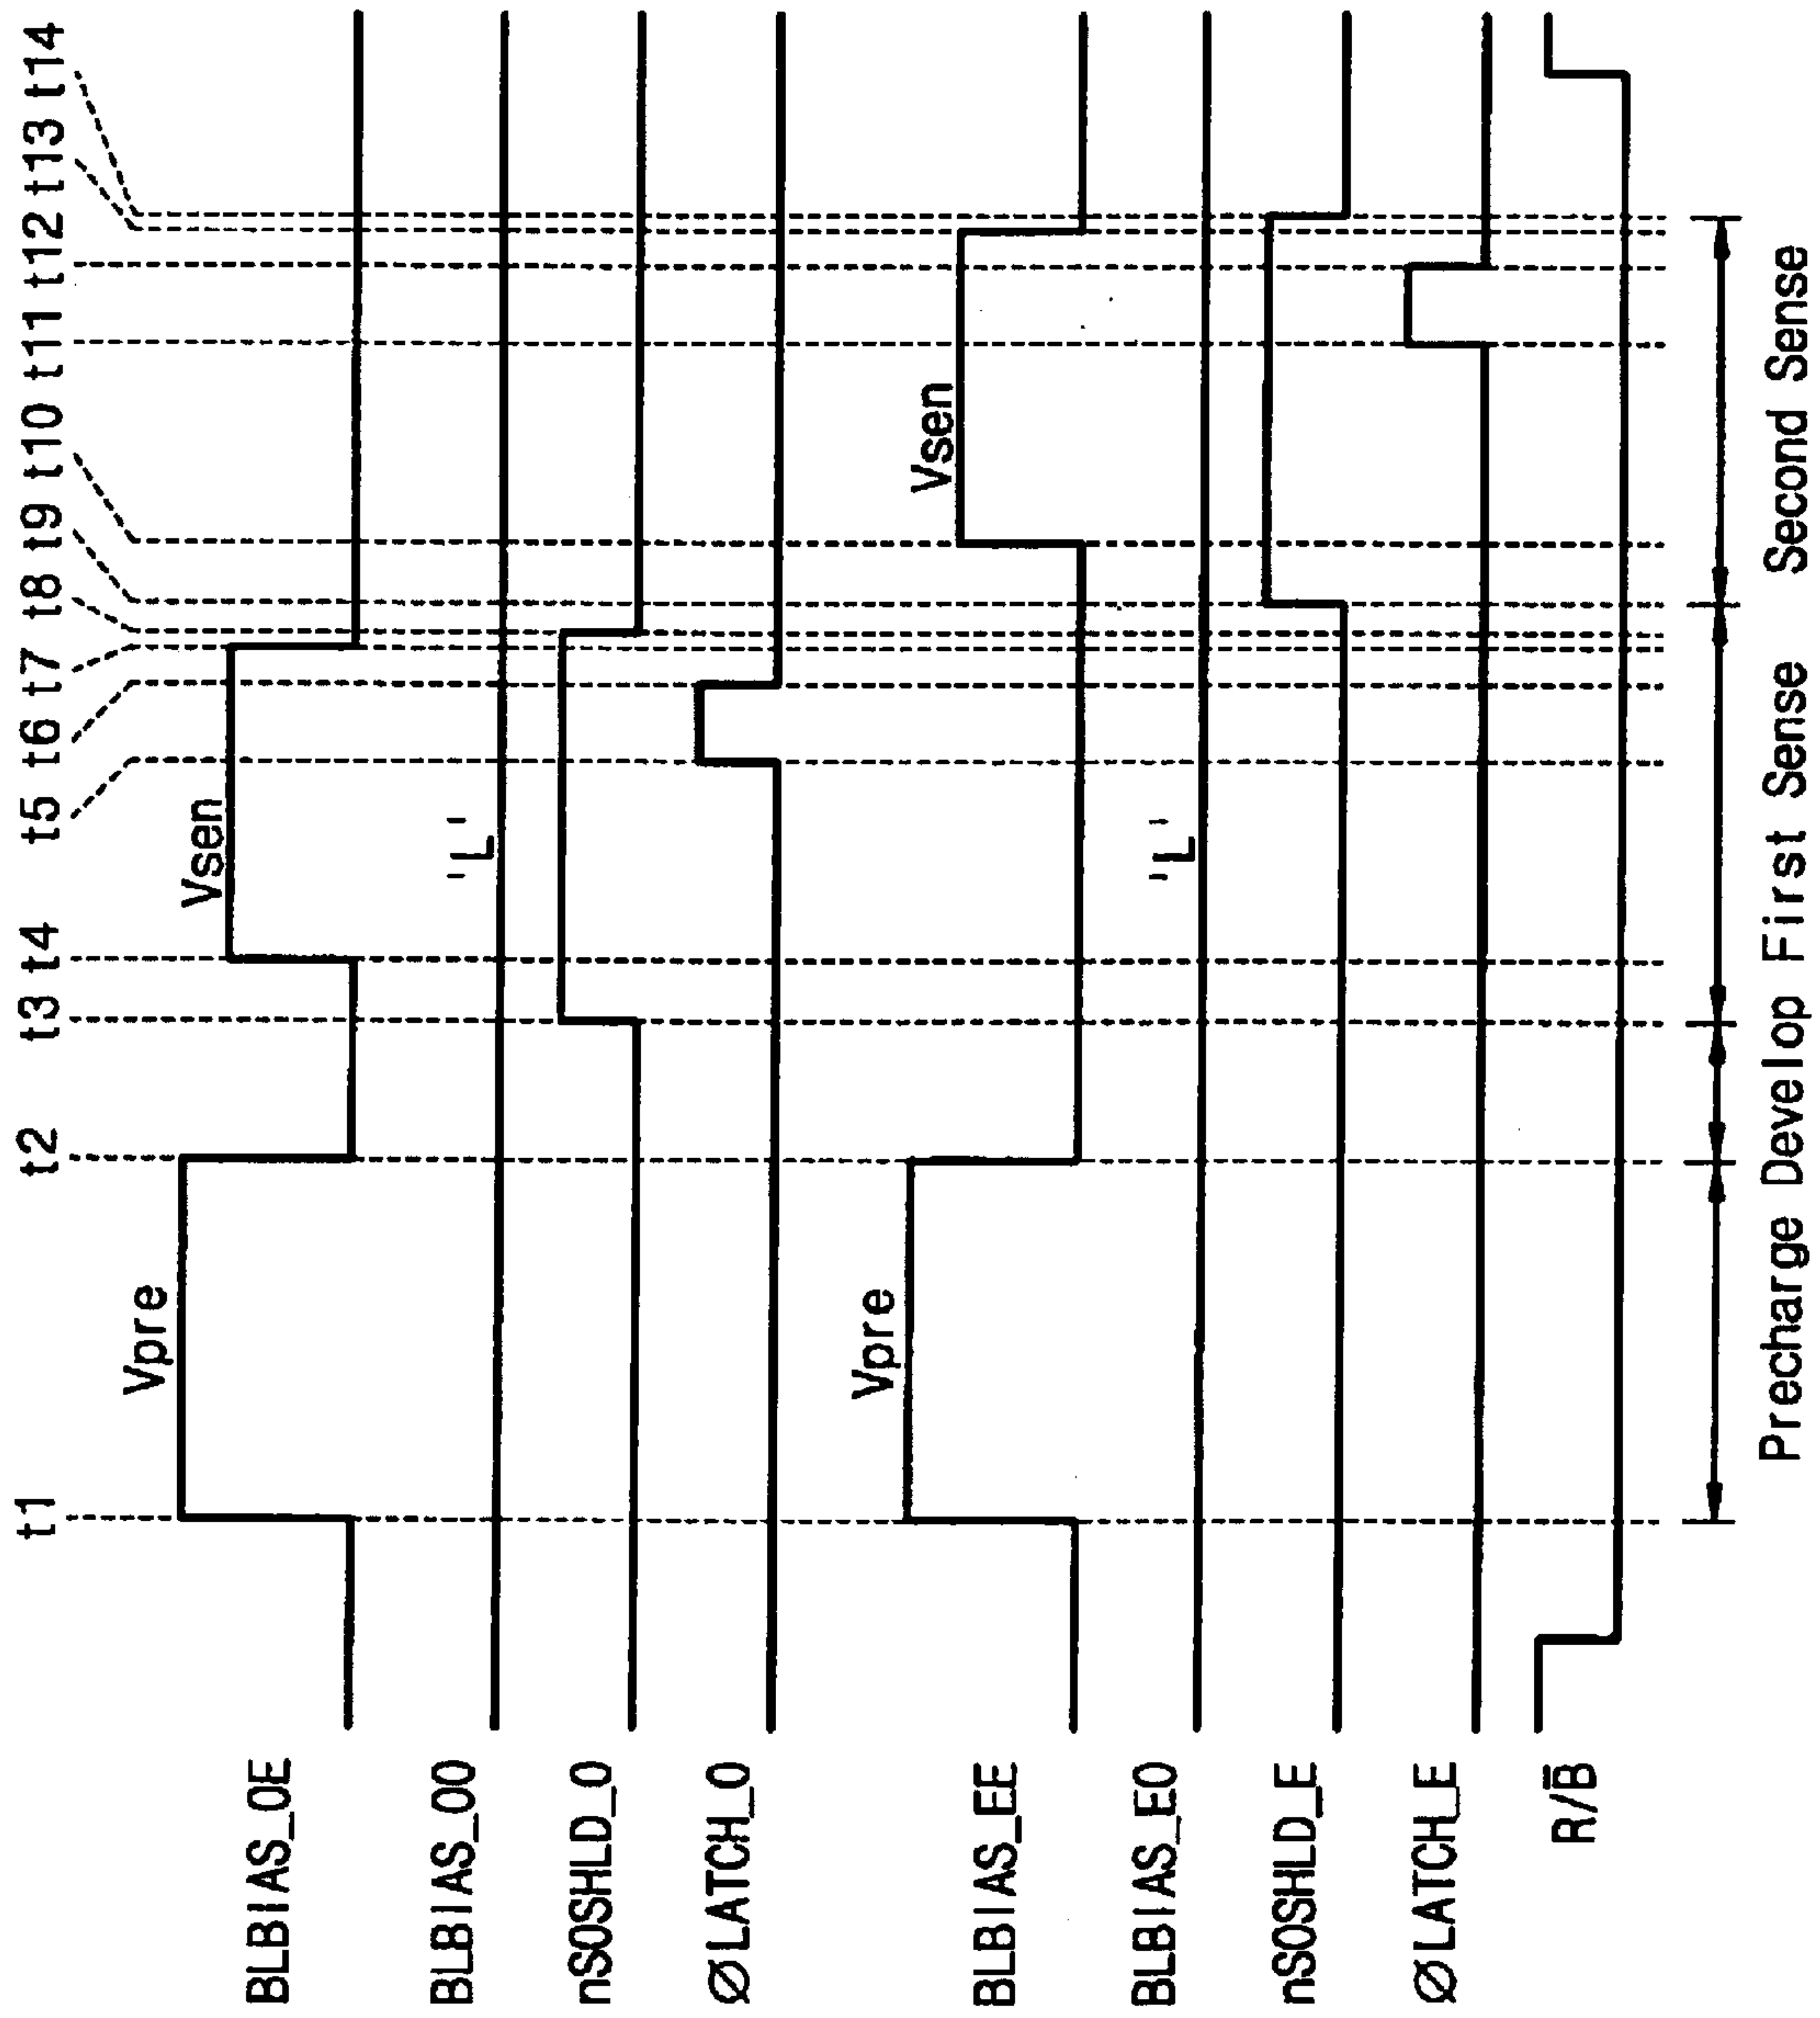 t1 t2 t3 t4 t5 t6 t7 t8 t9 t10 t11 t12 t13 t14
BLBIAS_OE Vpre Vsen
BLBIAS_OO 'L'
nSOSHLD_O
ØLATCH_O
BLBIAS_EE Vpre Vsen
BLBIAS_EO 'L'
nSOSHLD_E
ØLATCH_E
R/B̅
Precharge Develop First Sense Second Sense